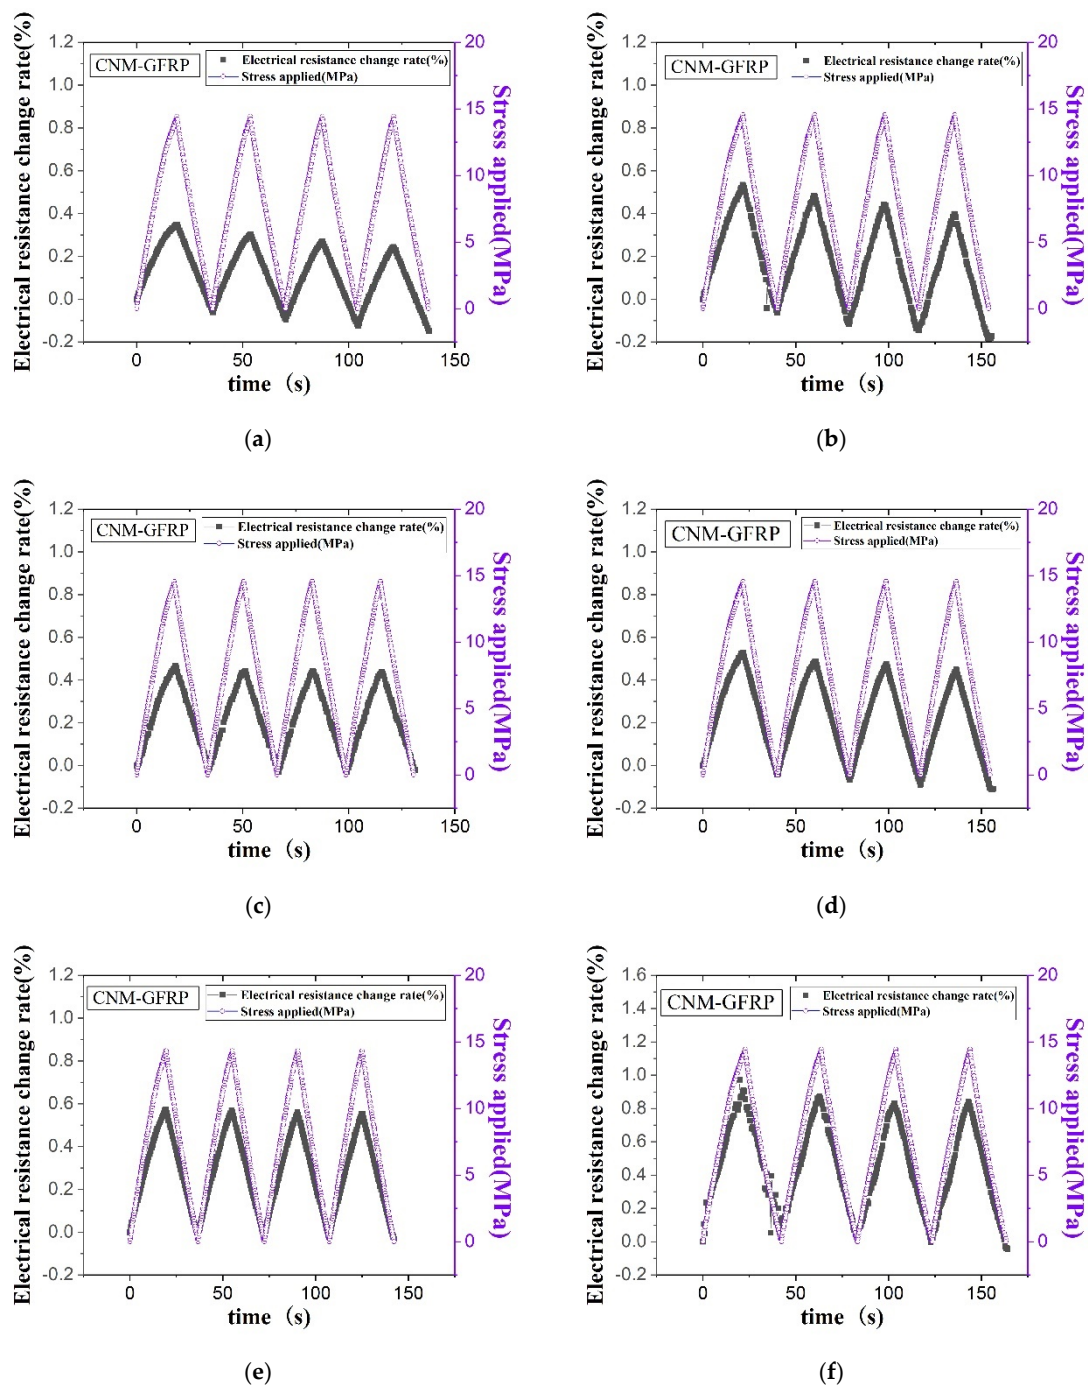 Electrical resistance change rate(%)
1.2
1.0
0.8
0.6
0.4
0.2
0.0
-0.2
CNM-GFRP
Electrical resistance change rate(%)
Stress applied(MPa)
20
15
10
5
0
Stress applied(MPa)
0 50 100 150
time (s)
(a)
Electrical resistance change rate(%)
1.2
1.0
0.8
0.6
0.4
0.2
0.0
-0.2
CNM-GFRP
Electrical resistance change rate(%)
Stress applied(MPa)
20
15
10
5
0
Stress applied(MPa)
0 50 100 150
time (s)
(b)
Electrical resistance change rate(%)
1.2
1.0
0.8
0.6
0.4
0.2
0.0
-0.2
CNM-GFRP
Electrical resistance change rate(%)
Stress applied(MPa)
20
15
10
5
0
Stress applied(MPa)
0 50 100 150
time (s)
(c)
Electrical resistance change rate(%)
1.2
1.0
0.8
0.6
0.4
0.2
0.0
-0.2
CNM-GFRP
Electrical resistance change rate(%)
Stress applied(MPa)
20
15
10
5
0
Stress applied(MPa)
0 50 100 150
time (s)
(d)
Electrical resistance change rate(%)
1.2
1.0
0.8
0.6
0.4
0.2
0.0
-0.2
CNM-GFRP
Electrical resistance change rate(%)
Stress applied(MPa)
20
15
10
5
0
Stress applied(MPa)
0 50 100 150
time (s)
(e)
Electrical resistance change rate(%)
1.6
1.4
1.2
1.0
0.8
0.6
0.4
0.2
0.0
-0.2
CNM-GFRP
Electrical resistance change rate(%)
Stress applied(MPa)
20
15
10
5
0
Stress applied(MPa)
0 50 100 150
time (s)
(f)